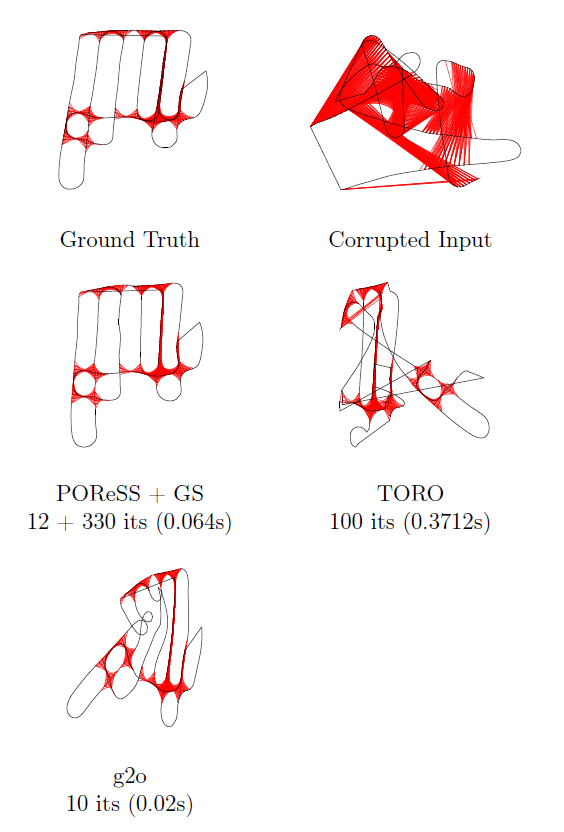 Ground Truth
Corrupted Input
POReSS + GS
12 + 330 its (0.064s)
TORO
100 its (0.3712s)
g2o
10 its (0.02s)